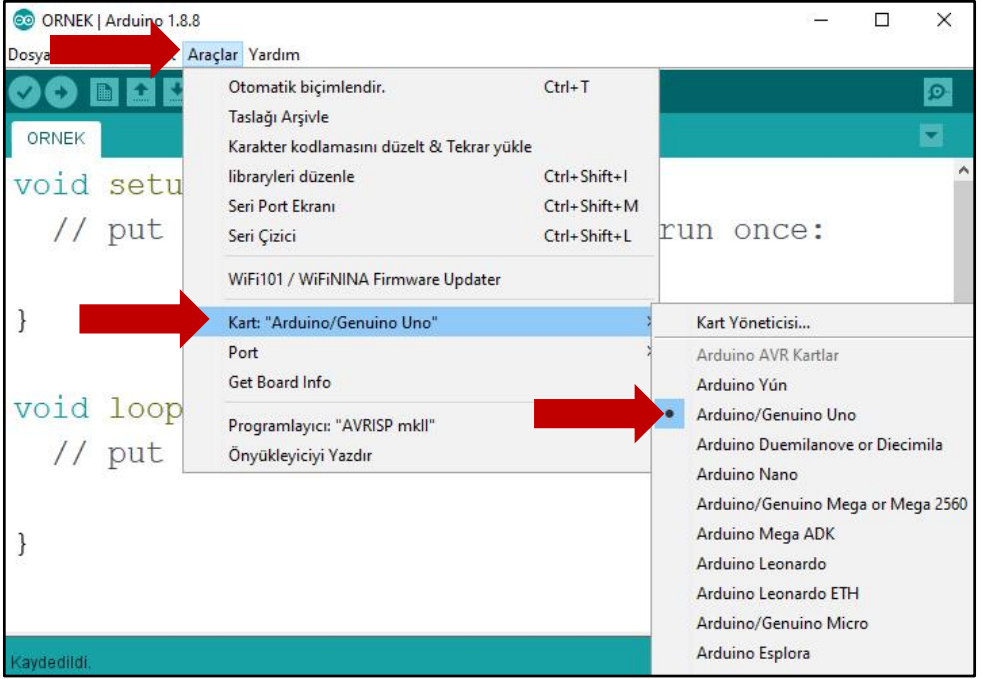 ORNEK | Arduino 1.8.8
Dosya Araçlar Yardım
ORNEK
Otomatik biçimlendir. Ctrl+T
Taslağı Arşivle
Karakter kodlamasını düzelt & Tekrar yükle
libraryleri düzenle Ctrl+Shift+I
Seri Port Ekranı Ctrl+Shift+M
Seri Çizici Ctrl+Shift+L
WiFi101 / WiFiNINA Firmware Updater
Kart: "Arduino/Genuino Uno"
Port
Get Board Info
Programlayıcı: "AVRISP mkII"
Önyükleyiciyi Yazdır
Kart Yöneticisi...
Arduino AVR Kartlar
Arduino Yún
Arduino/Genuino Uno
Arduino Duemilanove or Diecimila
Arduino Nano
Arduino/Genuino Mega or Mega 2560
Arduino Mega ADK
Arduino Leonardo
Arduino Leonardo ETH
Arduino/Genuino Micro
Arduino Esplora
void setu
// put run once:
}
void loop
// put
}
Kaydedildi.